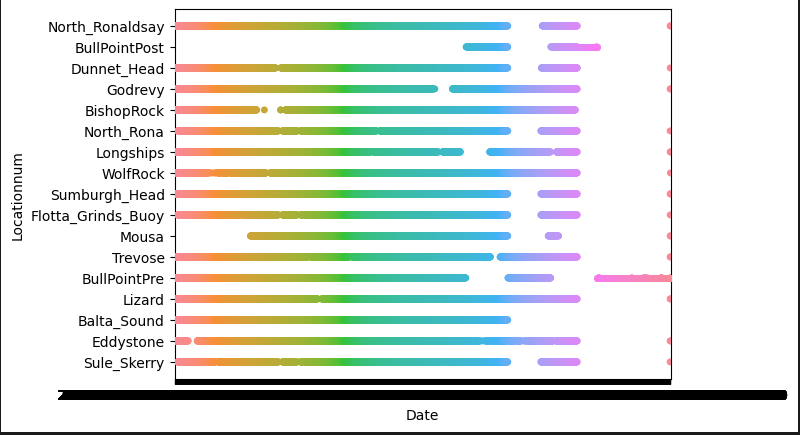 North_Ronaldsay
BullPointPost
Dunnet_Head
Godrevy
BishopRock
North_Rona
Longships
WolfRock
Sumburgh_Head
Flotta_Grinds_Buoy
Mousa
Trevose
BullPointPre
Lizard
Balta_Sound
Eddystone
Sule_Skerry
Locationnum
Date